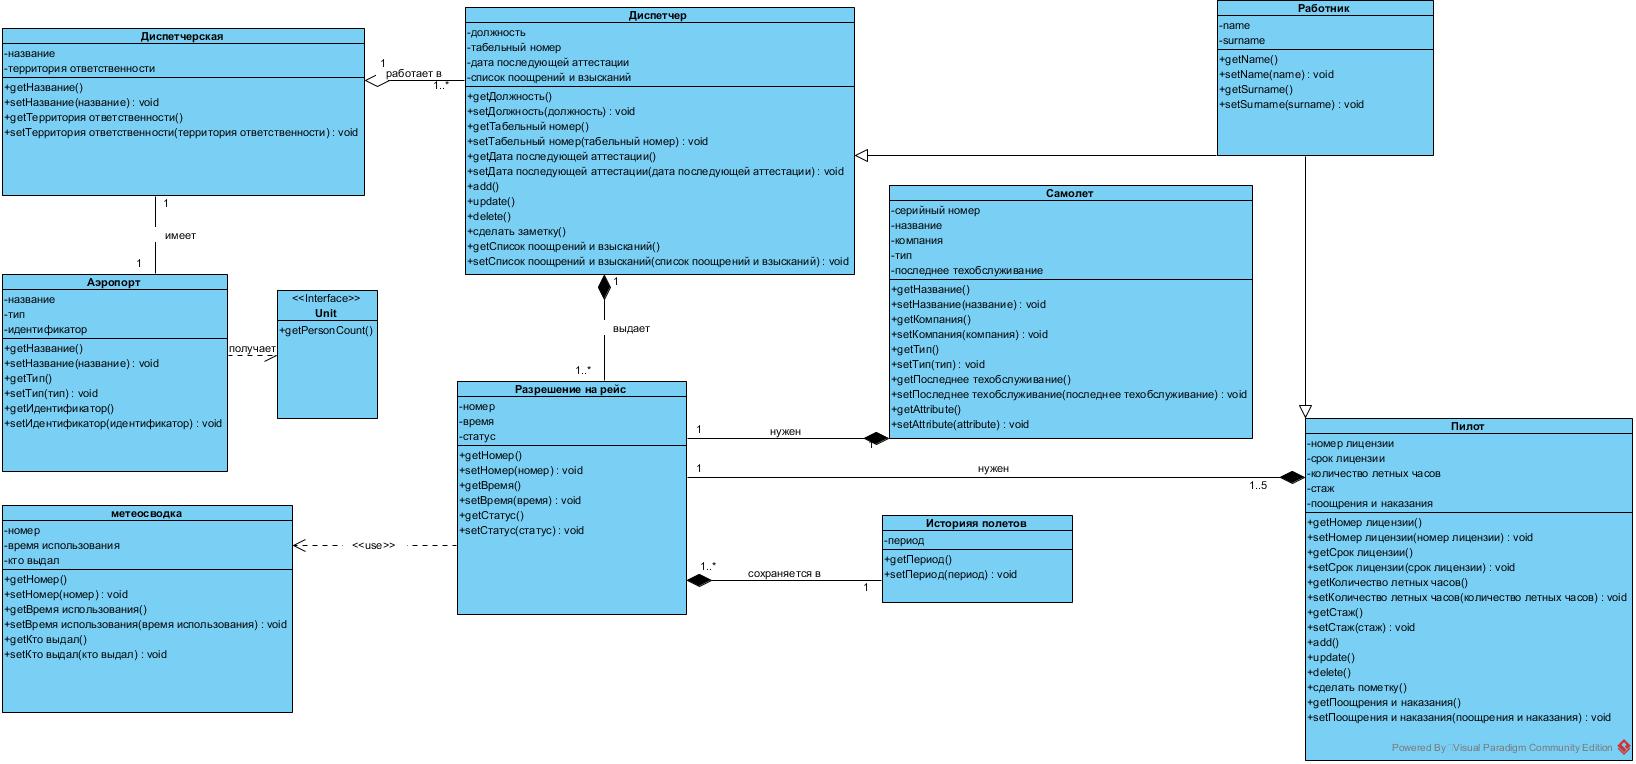 Диспетчерская
-название
-территория ответственности
+getНазвание()
+setНазвание(название) : void
+getТерритория ответственности()
+setТерритория ответственности(территория ответственности) : void
1
работает в
1..*
Диспетчер
-должность
-табельный номер
-дата последующей аттестации
-список поощрений и взысканий
+getДолжность()
+setДолжность(должность) : void
+getТабельный номер()
+setТабельный номер(табельный номер) : void
+getДата последующей аттестации()
+setДата последующей аттестации(дата последующей аттестации) : void
+add()
+update()
+delete()
+сделать заметку()
+getСписок поощрений и взысканий()
+setСписок поощрений и взысканий(список поощрений и взысканий) : void
Работник
-name
-surname
+getName()
+setName(name) : void
+getSurname()
+setSurname(surname) : void
1
имеет
1
Аэропорт
-название
-тип
-идентификатор
+getНазвание()
+setНазвание(название) : void
+getТип()
+setТип(тип) : void
+getИдентификатор()
+setИдентификатор(идентификатор) : void
получает
<<Interface>>
Unit
+getPersonCount()
1
выдает
1..*
Самолет
-серийный номер
-название
-компания
-тип
-последнее техобслуживание
+getНазвание()
+setНазвание(название) : void
+getКомпания()
+setКомпания(компания) : void
+getТип()
+setТип(тип) : void
+getПоследнее техобслуживание()
+setПоследнее техобслуживание(последнее техобслуживание) : void
+getAttribute()
+setAttribute(attribute) : void
Разрешение на рейс
-номер
-время
-статус
+getНомер()
+setНомер(номер) : void
+getВремя()
+setВремя(время) : void
+getСтатус()
+setСтатус(статус) : void
1
нужен
1
1
нужен
1..5
Пилот
-номер лицензии
-срок лицензии
-количество летных часов
-стаж
-поощрения и наказания
+getНомер лицензии()
+setНомер лицензии(номер лицензии) : void
+getСрок лицензии()
+setСрок лицензии(срок лицензии) : void
+getКоличество летных часов()
+setКоличество летных часов(количество летных часов) : void
+getСтаж()
+setСтаж(стаж) : void
+add()
+update()
+delete()
+сделать пометку()
+getПоощрения и наказания()
+setПоощрения и наказания(поощрения и наказания) : void
метеосводка
-номер
-время использования
-кто выдал
+getНомер()
+setНомер(номер) : void
+getВремя использования()
+setВремя использования(время использования) : void
+getКто выдал()
+setКто выдал(кто выдал) : void
<<use>>
1..*
сохраняется в
1
Историяя полетов
-период
+getПериод()
+setПериод(период) : void
Powered By Visual Paradigm Community Edition